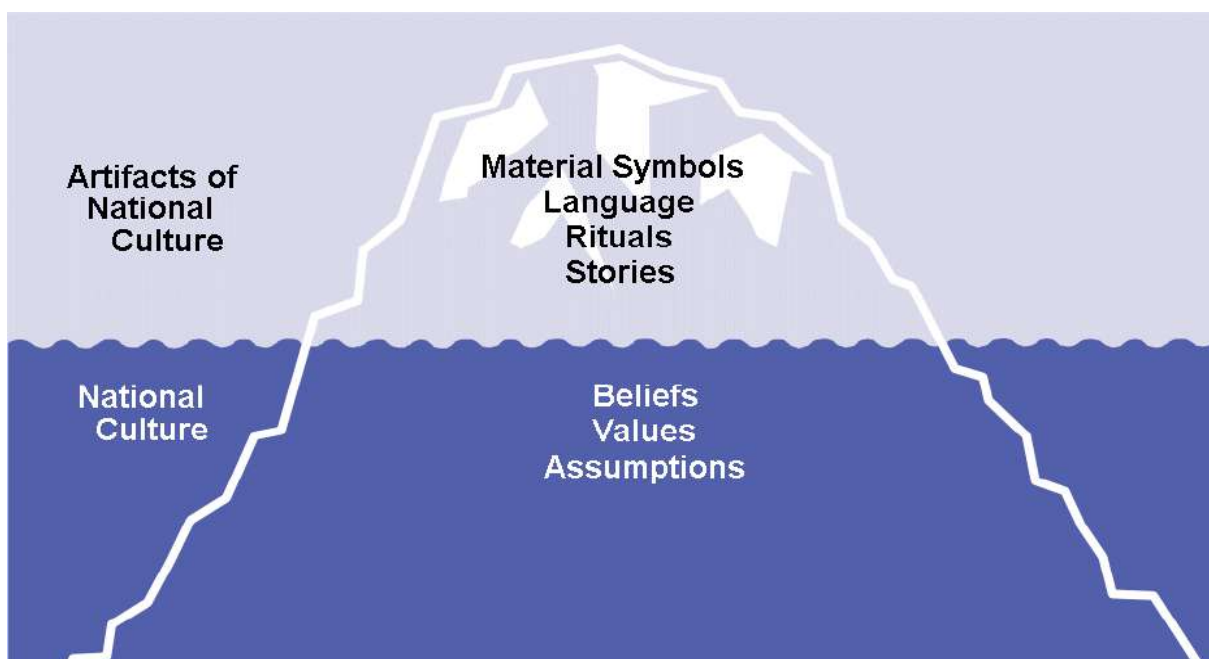 Artifacts of
National
Culture
Material Symbols
Language
Rituals
Stories
National
Culture
Beliefs
Values
Assumptions